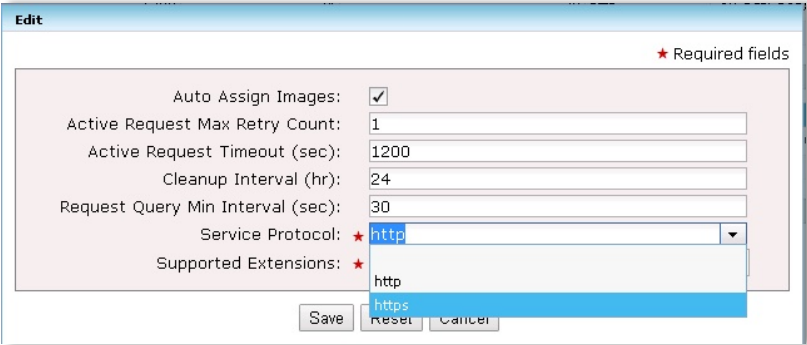 Edit
★ Required fields
Auto Assign Images: ✓
Active Request Max Retry Count: 1
Active Request Timeout (sec): 1200
Cleanup Interval (hr): 24
Request Query Min Interval (sec): 30
Service Protocol: ★ http
Supported Extensions: ★
http
https
Save Reset Cancel